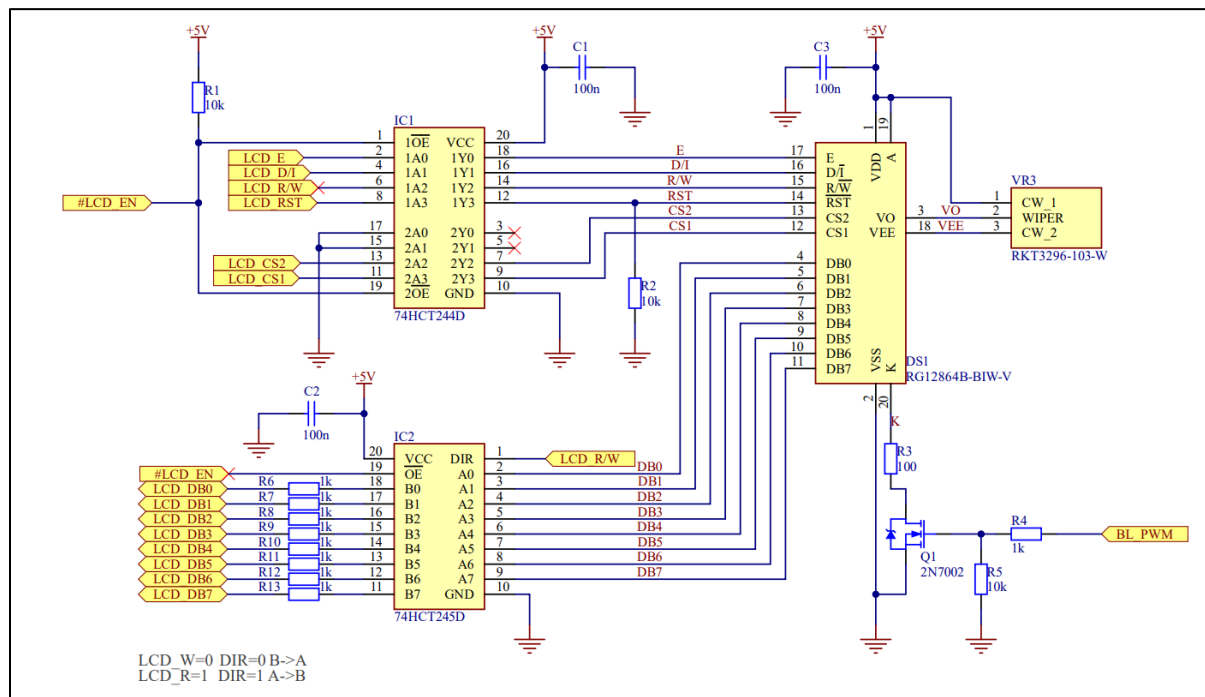 +5V
+5V
+5V
C1
100n
C3
100n
R1
10k
IC1
1 1OE VCC 20
LCD_E 2 1A0 1Y0 18 E 17 E
LCD_D/I 4 1A1 1Y1 16 D/I 16 D/I
LCD_R/W 6 1A2 1Y2 14 R/W 15 R/W
LCD_RST 8 1A3 1Y3 12 RST 14 RST
#LCD_EN
17 2A0 2Y0 3 CS2 13 CS2
15 2A1 2Y1 5 CS1 12 CS1
LCD_CS2 13 2A2 2Y2 7
LCD_CS1 11 2A3 2Y3 9
19 2OE GND 10
74HCT244D
R2
10k
1 VDD
19 A
VO 3 VO 2 WIPER
VEE 18 VEE 3 CW_2
1 CW_1
VR3
RKT3296-103-W
4 DB0
5 DB1
6 DB2
7 DB3
8 DB4
9 DB5
10 DB6
11 DB7
VSS 2
K 20
DS1
RG12864B-BIW-V
K
R3
100
+5V
C2
100n
IC2
20 VCC DIR 1 LCD_R/W
#LCD_EN 19 OE A0 2 DB0
LCD_DB0 R6 1k 18 B0 A1 3 DB1
LCD_DB1 R7 1k 17 B1 A2 4 DB2
LCD_DB2 R8 1k 16 B2 A3 5 DB3
LCD_DB3 R9 1k 15 B3 A4 6 DB4
LCD_DB4 R10 1k 14 B4 A5 7 DB5
LCD_DB5 R11 1k 13 B5 A6 8 DB6
LCD_DB6 R12 1k 12 B6 A7 9 DB7
LCD_DB7 R13 1k 11 B7 GND 10
74HCT245D
Q1
2N7002
R4
1k
BL_PWM
R5
10k
LCD_W=0 DIR=0 B->A
LCD_R=1 DIR=1 A->B